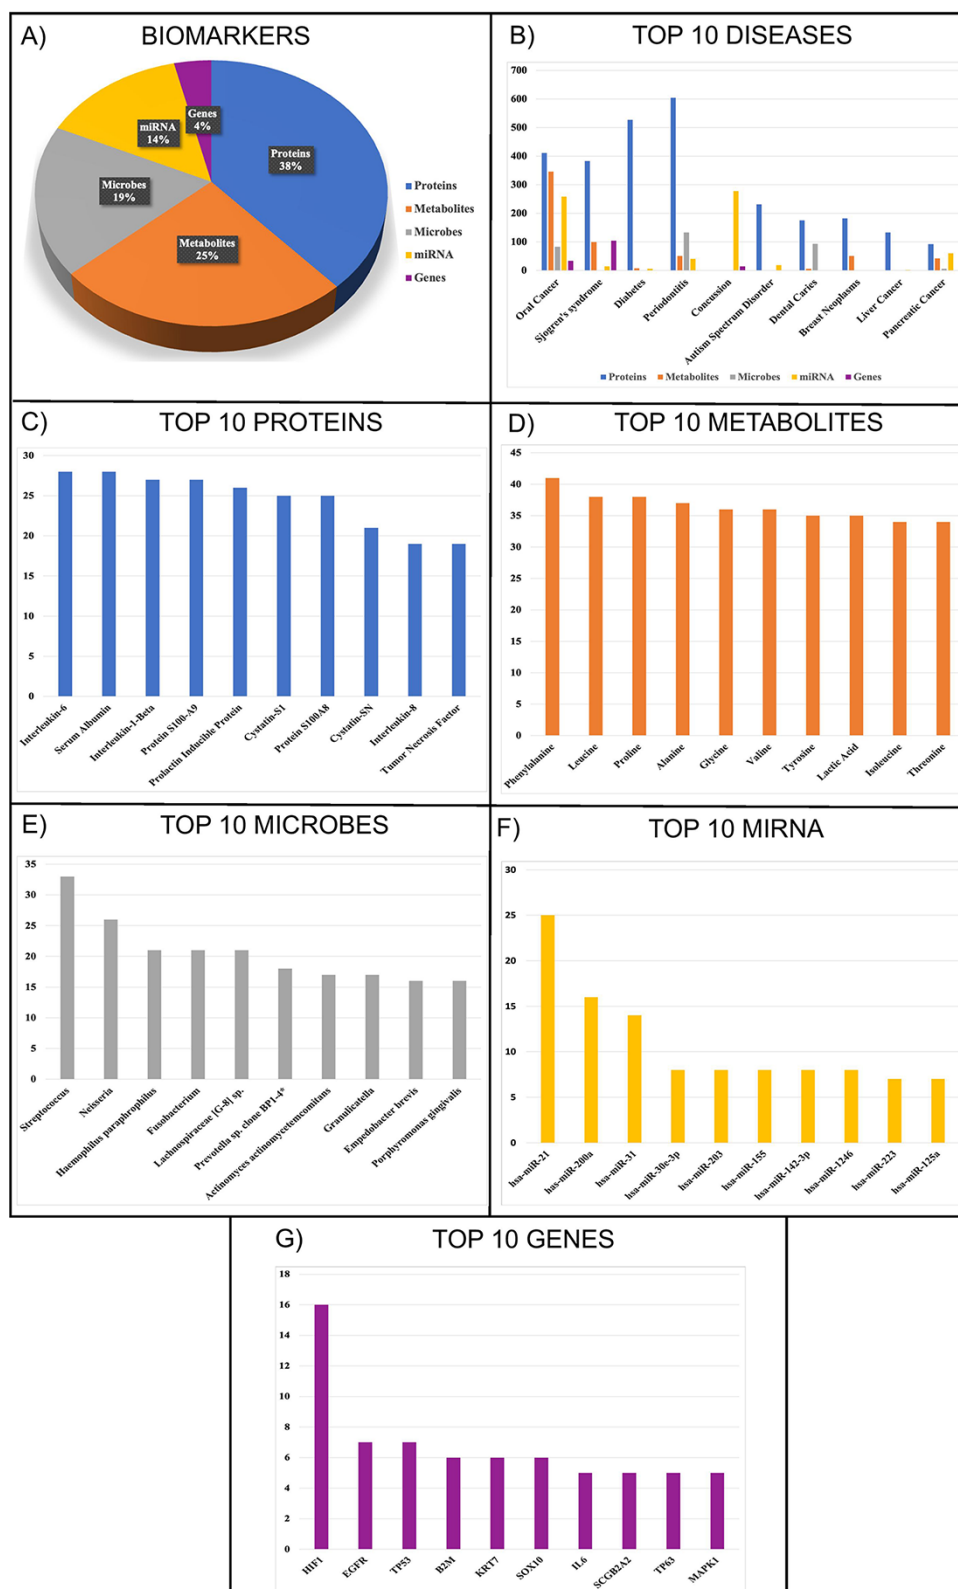 A) BIOMARKERS
Genes
4%
miRNA
14%
Proteins
38%
Microbes
19%
Metabolites
25%
Proteins
Metabolites
Microbes
miRNA
Genes
B) TOP 10 DISEASES
700
600
500
400
300
200
100
0
Oral Cancer
Sjogren's syndrome
Diabetes
Periodontitis
Concussion
Autism Spectrum Disorder
Dental Caries
Breast Neoplasms
Liver Cancer
Pancreatic Cancer
Proteins Metabolites Microbes miRNA Genes
C) TOP 10 PROTEINS
30
25
20
15
10
5
0
Interleukin-6
Serum Albumin
Interleukin-1-Beta
Protein S100-A9
Prolactin Inducible Protein
Cystatin-S1
Protein S100A8
Cystatin-SN
Interleukin-8
Tumor Necrosis Factor
D) TOP 10 METABOLITES
45
40
35
30
25
20
15
10
5
0
Phenylalanine
Leucine
Proline
Alanine
Glycine
Valine
Tyrosine
Lactic Acid
Isoleucine
Threonine
E) TOP 10 MICROBES
35
30
25
20
15
10
5
0
Streptococcus
Neisseria
Haemophilus paraphrophilus
Fusobacterium
Lachnospiraceae [G-8] sp.
Prevotella sp. clone BP1-4*
Actinomyces actinomycetemcomitans
Granulicatella
Empedobacter brevis
Porphyromonas gingivalis
F) TOP 10 MIRNA
30
25
20
15
10
5
0
hsa-miR-21
has-miR-200a
hsa-miR-31
hsa-miR-30e-3p
hsa-miR-203
hsa-miR-155
hsa-miR-142-3p
hsa-miR-1246
hsa-miR-223
hsa-miR-125a
G) TOP 10 GENES
18
16
14
12
10
8
6
4
2
0
HIF1
EGFR
TP53
B2M
KRT7
SOX10
IL6
SCGB2A2
TP63
MAPK1